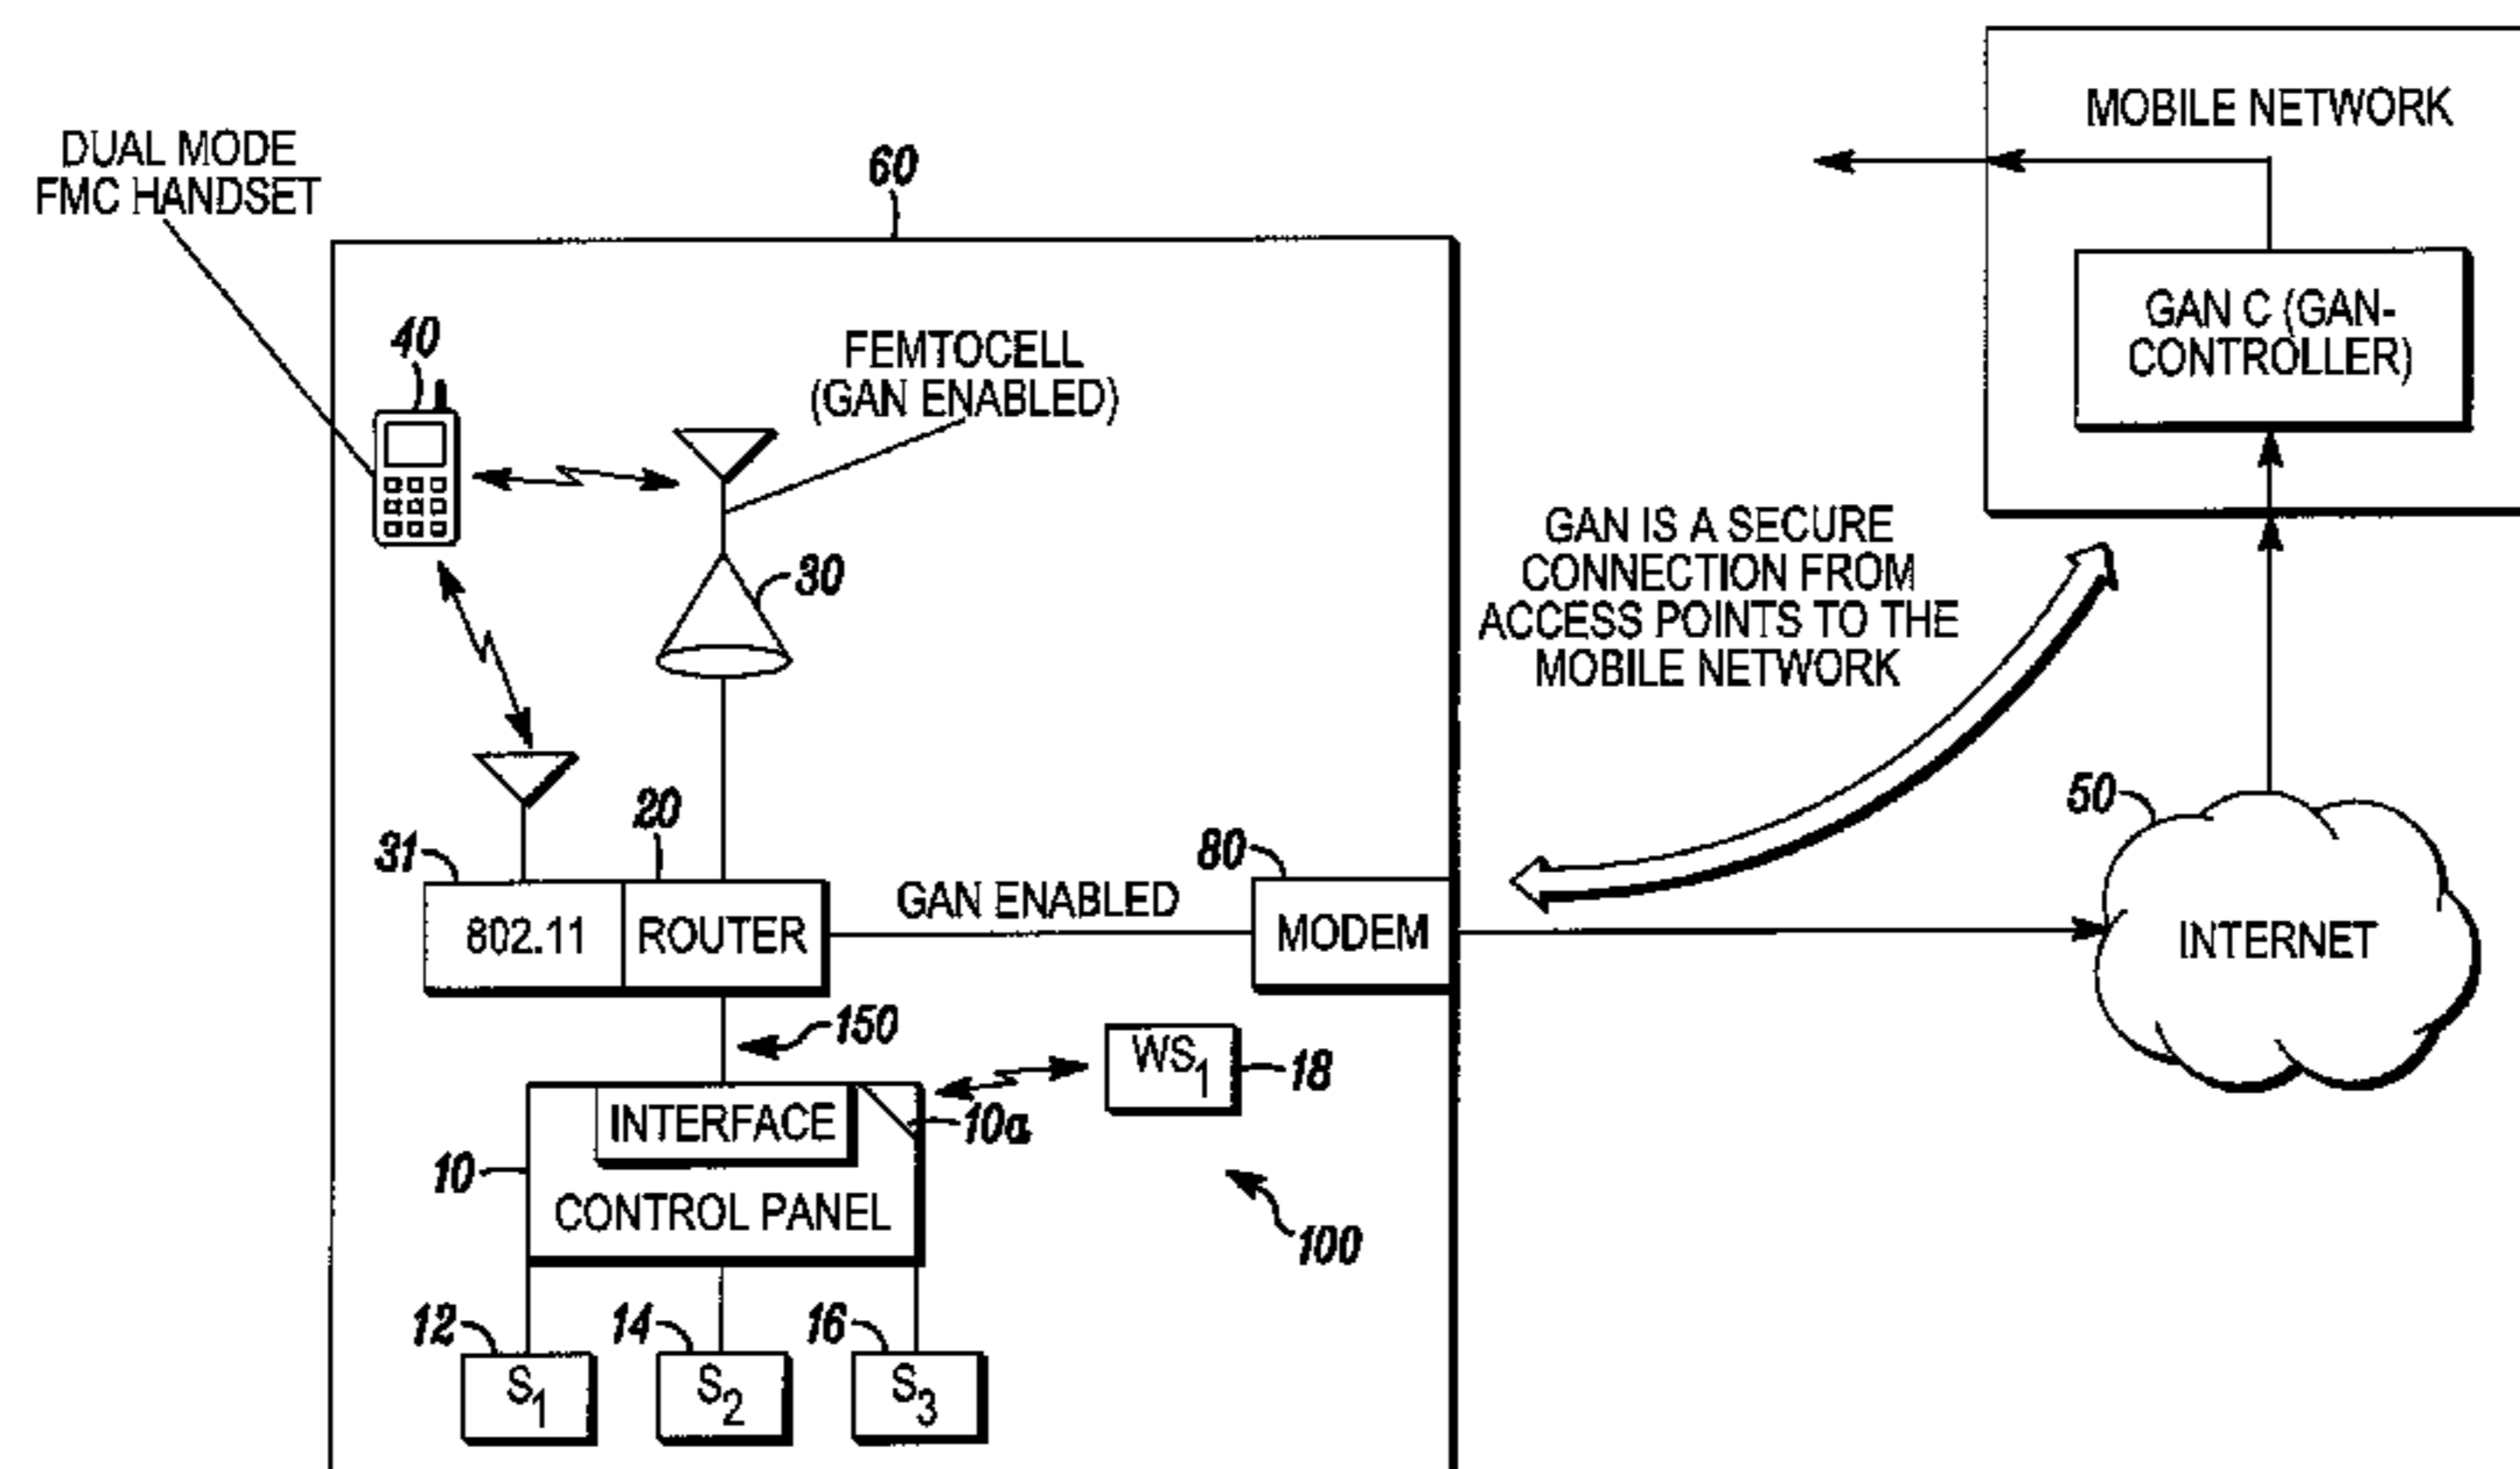 MOBILE NETWORK
DUAL MODE
FMC HANDSET
60
GAN C (GAN-
CONTROLLER)
40
FEMTOCELL
(GAN ENABLED)
30
GAN IS A SECURE
CONNECTION FROM
ACCESS POINTS TO THE
MOBILE NETWORK
50
31
20
80
802.11
ROUTER
GAN ENABLED
MODEM
INTERNET
150
WS1
18
INTERFACE
10a
10
CONTROL PANEL
100
12
14
16
S1
S2
S3